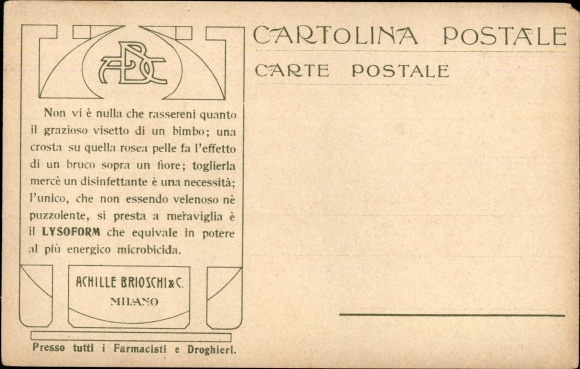 CARTOLINA POSTALE
CARTE POSTALE
ABC
Non vi è nulla che rassereni quanto
il grazioso visetto di un bimbo; una
crosta su quella rosea pelle fa l'effetto
di un bruco sopra un fiore; toglierla
mercè un disinfettante è una necessità;
l'unico, che non essendo velenoso nè
puzzolente, si presta a meraviglia è
il LYSOFORM che equivale in potere
al più energico microbicida.
ACHILLE BRIOSCHI & C.
MILANO
Presso tutti i Farmacisti e Droghieri.